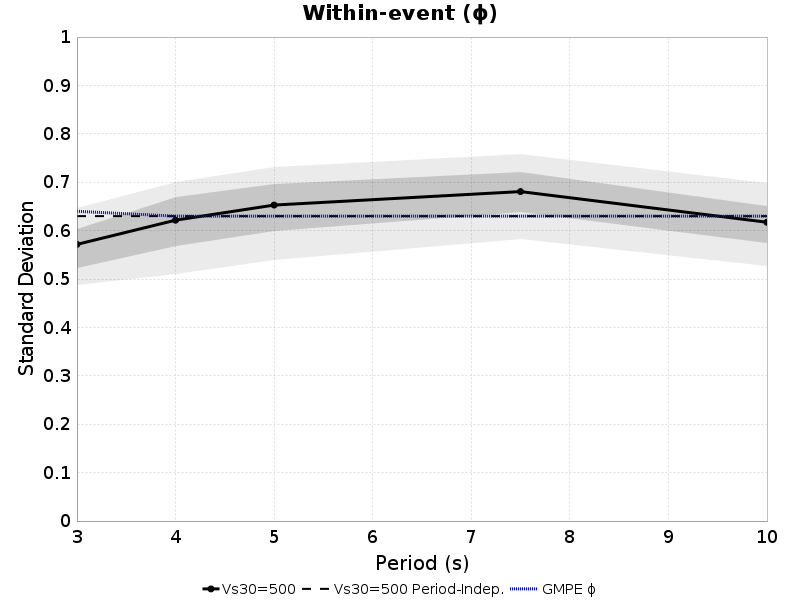 Within-event (ϕ)
1
0.9
0.8
0.7
0.6
0.5
0.4
0.3
0.2
0.1
0
Standard Deviation
3 4 5 6 7 8 9 10
Period (s)
Vs30=500 Vs30=500 Period-Indep. GMPE ϕ